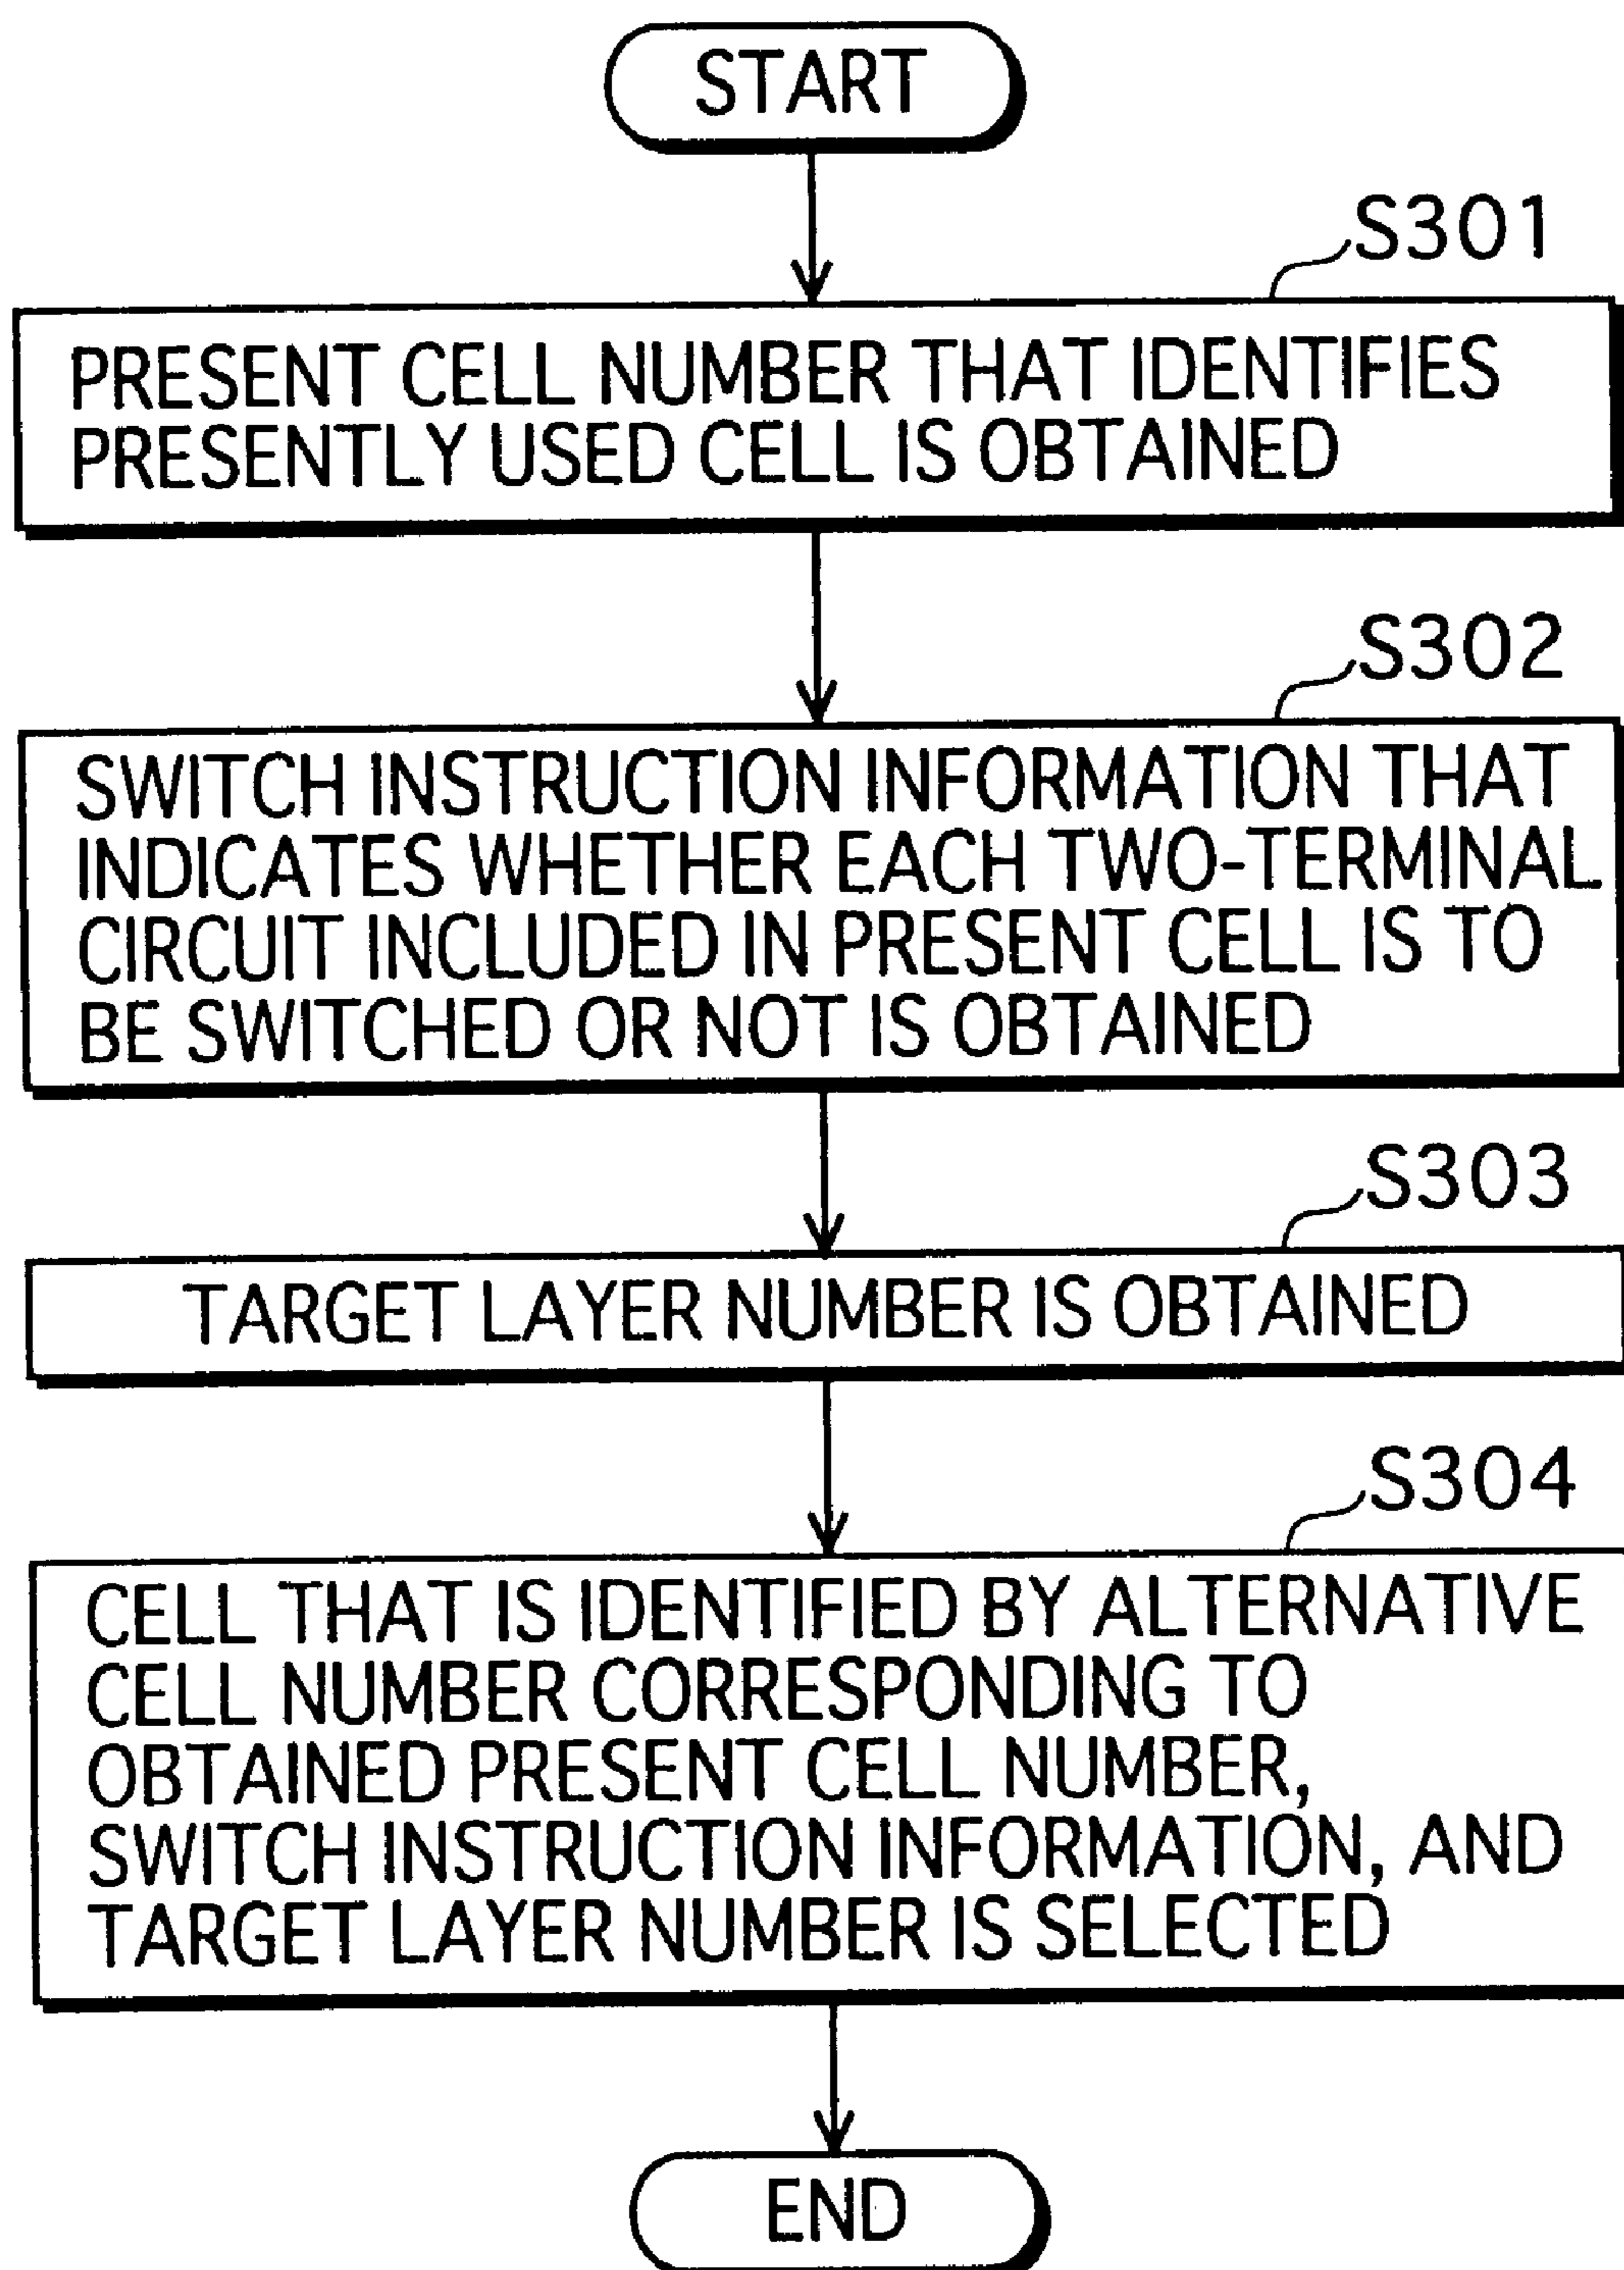 START
S301
PRESENT CELL NUMBER THAT IDENTIFIES
PRESENTLY USED CELL IS OBTAINED
S302
SWITCH INSTRUCTION INFORMATION THAT
INDICATES WHETHER EACH TWO-TERMINAL
CIRCUIT INCLUDED IN PRESENT CELL IS TO
BE SWITCHED OR NOT IS OBTAINED
S303
TARGET LAYER NUMBER IS OBTAINED
S304
CELL THAT IS IDENTIFIED BY ALTERNATIVE
CELL NUMBER CORRESPONDING TO
OBTAINED PRESENT CELL NUMBER,
SWITCH INSTRUCTION INFORMATION, AND
TARGET LAYER NUMBER IS SELECTED
END